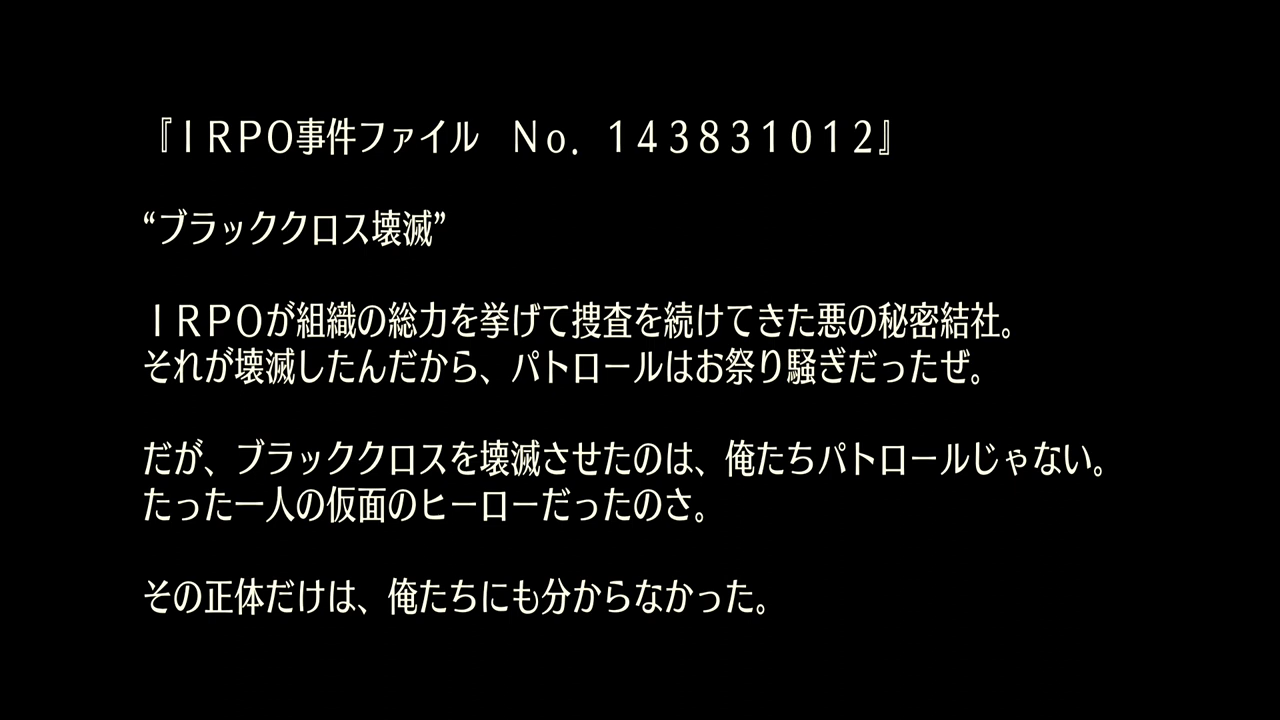 『ＩＲＰＯ事件ファイル　Ｎｏ．１４３８３１０１２』
“ブラッククロス壊滅”
ＩＲＰＯが組織の総力を挙げて捜査を続けてきた悪の秘密結社。
それが壊滅したんだから、パトロールはお祭り騒ぎだったぜ。
だが、ブラッククロスを壊滅させたのは、俺たちパトロールじゃない。
たった一人の仮面のヒーローだったのさ。
その正体だけは、俺たちにも分からなかった。